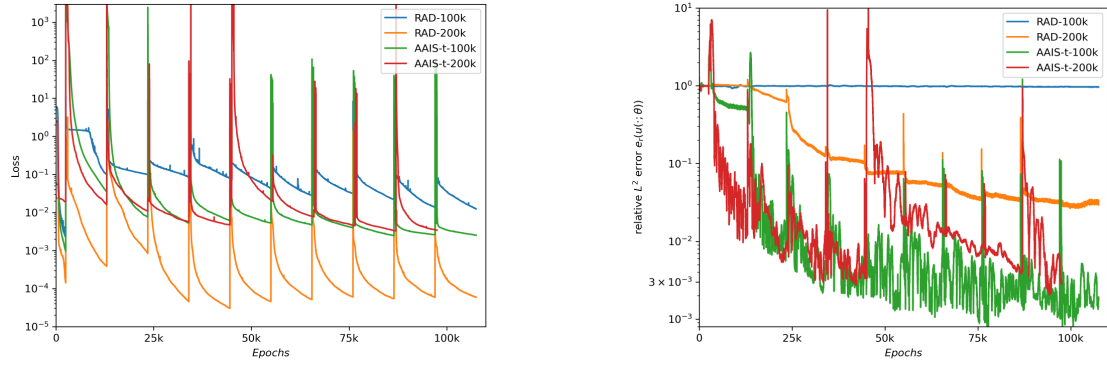 10³
10²
10¹
10⁰
10⁻¹
10⁻²
10⁻³
10⁻⁴
10⁻⁵
Loss
0
25k
50k
75k
100k
Epochs
RAD-100k
RAD-200k
AAIS-t-100k
AAIS-t-200k
10¹
10⁰
10⁻¹
10⁻²
3 × 10⁻³
ω
10⁻³
relative L² error eᵣ(u(·; θ))
0
25k
50k
75k
100k
Epochs
RAD-100k
RAD-200k
AAIS-t-100k
AAIS-t-200k